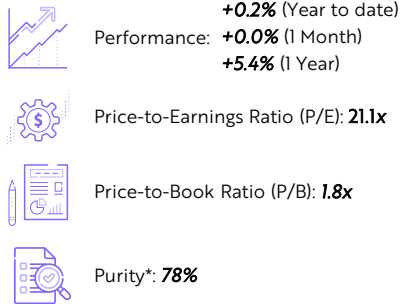 +0.2% (Year to date)
Performance: +0.0% (1 Month)
+5.4% (1 Year)
$
Price-to-Earnings Ratio (P/E): 21.1x
Price-to-Book Ratio (P/B): 1.8x
Purity*: 78%